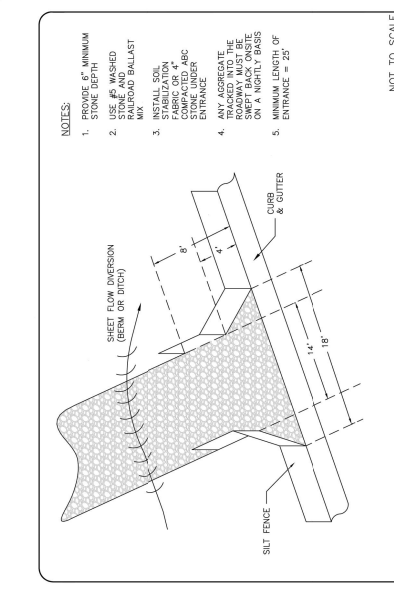 NOTES:
1. PROVIDE 6" MINIMUM
STONE DEPTH
2. USE #5 WASHED
STONE AND
RAILROAD BALLAST
MIX
3. INSTALL SOIL
STABILIZATION
FABRIC OR 4"
COMPACTED ABC
STONE UNDER
ENTRANCE
4. ANY AGGREGATE
TRACKED INTO THE
ROADWAY MUST BE
SWEPT BACK ONSITE
ON A NIGHTLY BASIS
5. MINIMUM LENGTH OF
ENTRANCE = 25'
SHEET FLOW DIVERSION
(BERM OR DITCH)
8'
4'
CURB
& GUTTER
14'
18'
SILT FENCE
NOT TO SCALE